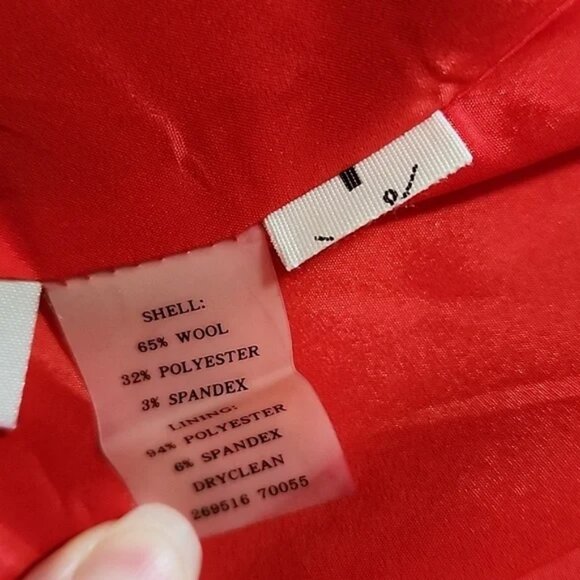 SHELL:
65% WOOL
32% POLYESTER
3% SPANDEX
LINING:
94% POLYESTER
6% SPANDEX
DRYCLEAN
269516 70055